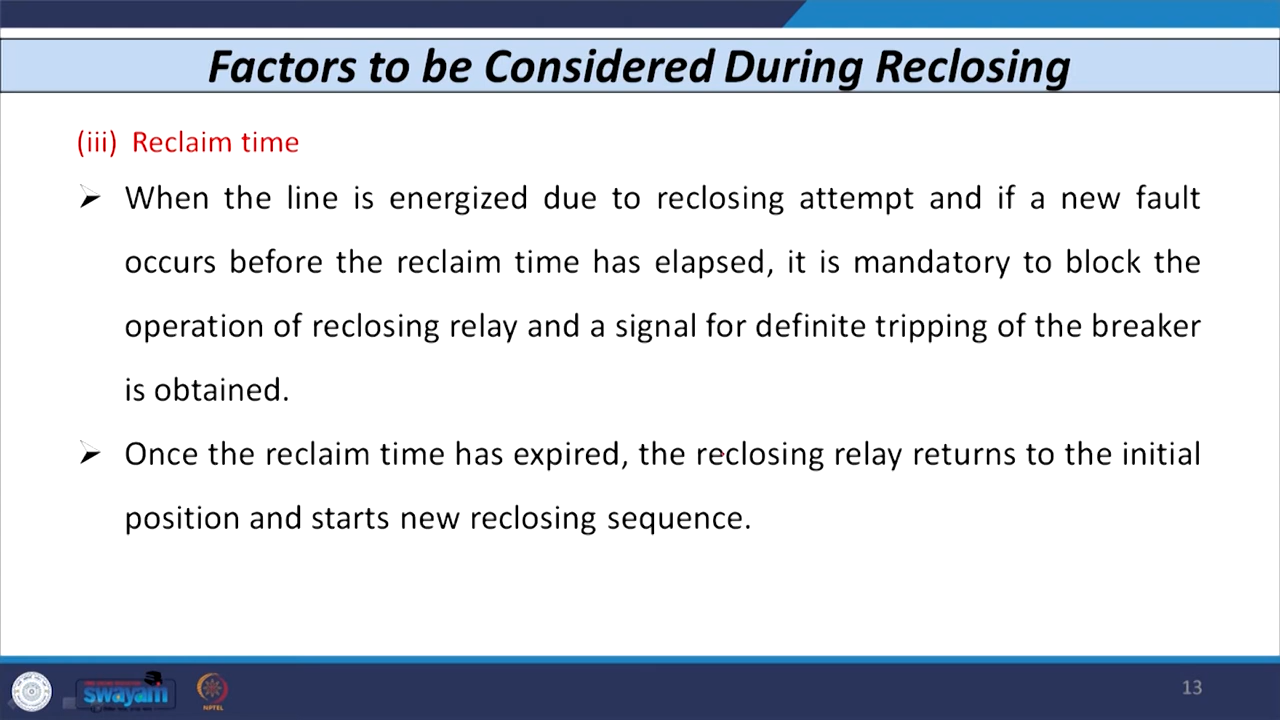 Factors to be Considered During Reclosing
(iii) Reclaim time
➢ When the line is energized due to reclosing attempt and if a new fault
occurs before the reclaim time has elapsed, it is mandatory to block the
operation of reclosing relay and a signal for definite tripping of the breaker
is obtained.
➢ Once the reclaim time has expired, the reclosing relay returns to the initial
position and starts new reclosing sequence.
swayam
NPTEL
13